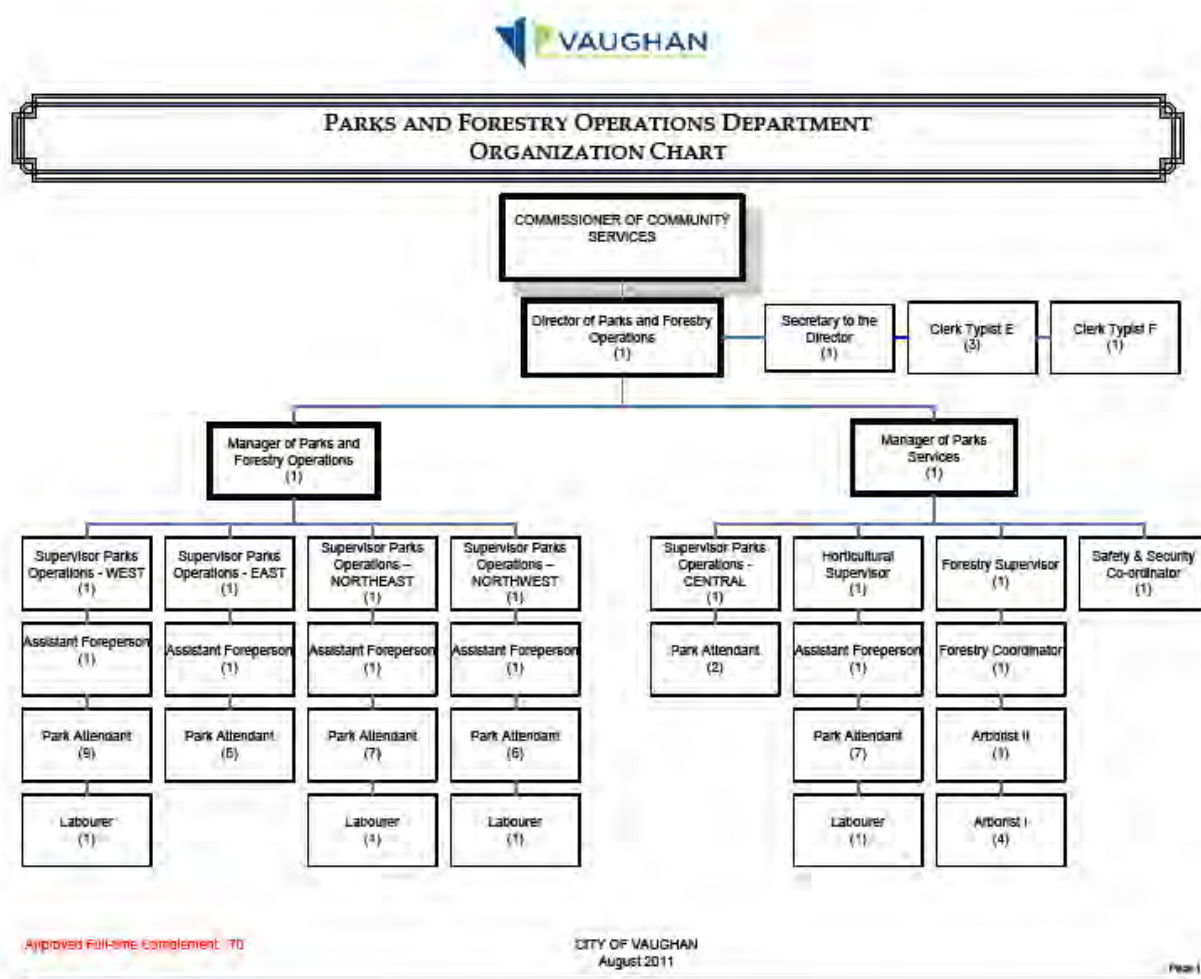 VAUGHAN
PARKS AND FORESTRY OPERATIONS DEPARTMENT
ORGANIZATION CHART
COMMISSIONER OF COMMUNITY
SERVICES
Director of Parks and Forestry
Operations
(1)
Secretary to the
Director
(1)
Clerk Typist E
(3)
Clerk Typist F
(1)
Manager of Parks and
Forestry Operations
(1)
Manager of Parks
Services
(1)
Supervisor Parks
Operations - WEST
(1)
Supervisor Parks
Operations - EAST
(1)
Supervisor Parks
Operations –
NORTHEAST
(1)
Supervisor Parks
Operations –
NORTHWEST
(1)
Supervisor Parks
Operations -
CENTRAL
(1)
Horticultural
Supervisor
(1)
Forestry Supervisor
(1)
Safety & Security
Co-ordinator
(1)
Assistant Foreperson
(1)
Assistant Foreperson
(1)
Assistant Foreperson
(1)
Assistant Foreperson
(1)
Park Attendant
(2)
Assistant Foreperson
(1)
Forestry Coordinator
(1)
Park Attendant
(9)
Park Attendant
Park Attendant
(7)
Park Attendant
(6)
Park Attendant
(7)
Arborist II
(1)
Labourer
(1)
Labourer
(1)
Labourer
(1)
Labourer
(1)
Arborist I
(4)
Approved Full-time Complement: 70
CITY OF VAUGHAN
August 2011
Page